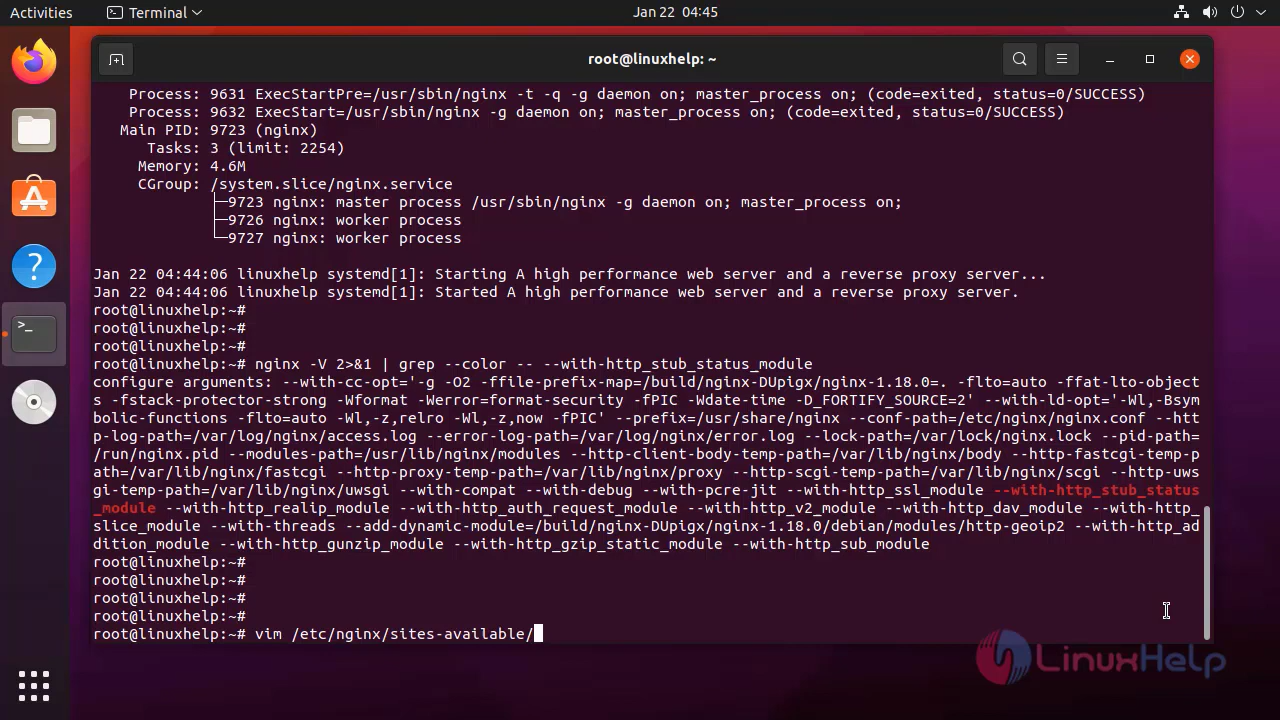 Activities
Terminal
Jan 22 04:45
root@linuxhelp: ~
Process: 9631 ExecStartPre=/usr/sbin/nginx -t -q -g daemon on; master_process on; (code=exited, status=0/SUCCESS)
Process: 9632 ExecStart=/usr/sbin/nginx -g daemon on; master_process on; (code=exited, status=0/SUCCESS)
Main PID: 9723 (nginx)
Tasks: 3 (limit: 2254)
Memory: 4.6M
CGroup: /system.slice/nginx.service
├─9723 nginx: master process /usr/sbin/nginx -g daemon on; master_process on;
├─9726 nginx: worker process
└─9727 nginx: worker process
Jan 22 04:44:06 linuxhelp systemd[1]: Starting A high performance web server and a reverse proxy server...
Jan 22 04:44:06 linuxhelp systemd[1]: Started A high performance web server and a reverse proxy server.
root@linuxhelp:~#
root@linuxhelp:~#
root@linuxhelp:~#
root@linuxhelp:~# nginx -V 2>&1 | grep --color -- --with-http_stub_status_module
configure arguments: --with-cc-opt='-g -O2 -ffile-prefix-map=/build/nginx-DUpigx/nginx-1.18.0=. -flto=auto -ffat-lto-object
s -fstack-protector-strong -Wformat -Werror=format-security -fPIC -Wdate-time -D_FORTIFY_SOURCE=2' --with-ld-opt='-Wl,-Bsym
bolic-functions -flto=auto -Wl,-z,relro -Wl,-z,now -fPIC' --prefix=/usr/share/nginx --conf-path=/etc/nginx/nginx.conf --htt
p-log-path=/var/log/nginx/access.log --error-log-path=/var/log/nginx/error.log --lock-path=/var/lock/nginx.lock --pid-path=
/run/nginx.pid --modules-path=/usr/lib/nginx/modules --http-client-body-temp-path=/var/lib/nginx/body --http-fastcgi-temp-p
ath=/var/lib/nginx/fastcgi --http-proxy-temp-path=/var/lib/nginx/proxy --http-scgi-temp-path=/var/lib/nginx/scgi --http-uws
gi-temp-path=/var/lib/nginx/uwsgi --with-compat --with-debug --with-pcre-jit --with-http_ssl_module --with-http_stub_status
_module --with-http_realip_module --with-http_auth_request_module --with-http_v2_module --with-http_dav_module --with-http_
slice_module --with-threads --add-dynamic-module=/build/nginx-DUpigx/nginx-1.18.0/debian/modules/http-geoip2 --with-http_ad
dition_module --with-http_gunzip_module --with-http_gzip_static_module --with-http_sub_module
root@linuxhelp:~#
root@linuxhelp:~#
root@linuxhelp:~#
root@linuxhelp:~#
root@linuxhelp:~# vim /etc/nginx/sites-available/
LinuxHelp